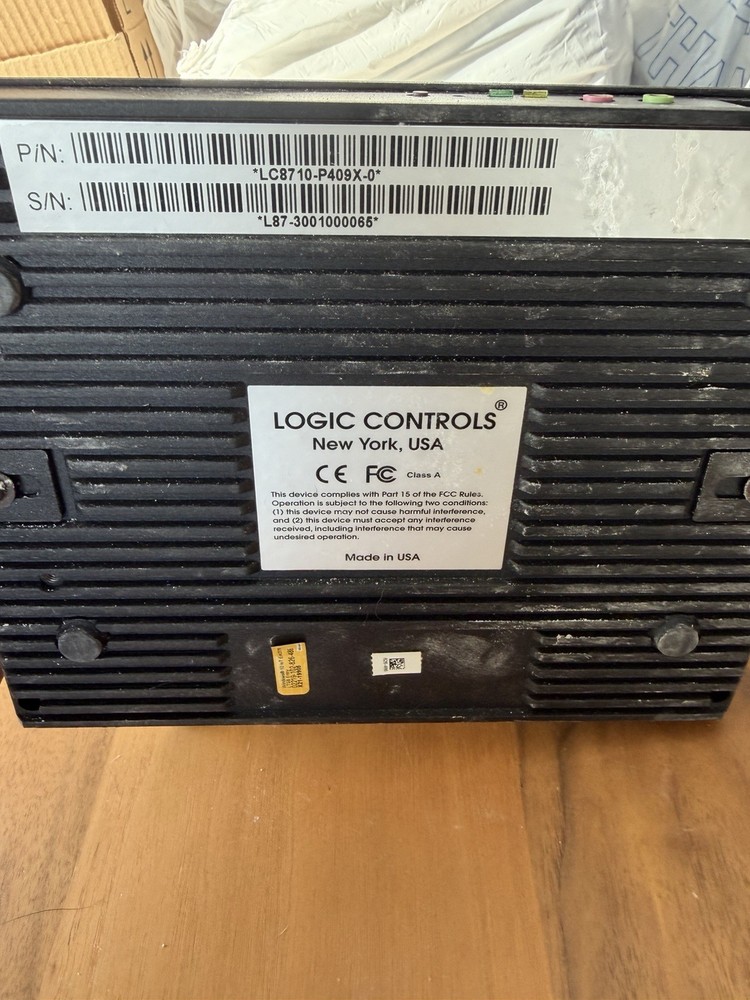 P/N:
*LC8710-P409X-0*
S/N:
*L87-3001000065*
LOGIC CONTROLS®
New York, USA
CE FC Class A
This device complies with Part 15 of the FCC Rules.
Operation is subject to the following two conditions:
(1) this device may not cause harmful interference,
and (2) this device must accept any interference
received, including interference that may cause
undesired operation.
Made in USA